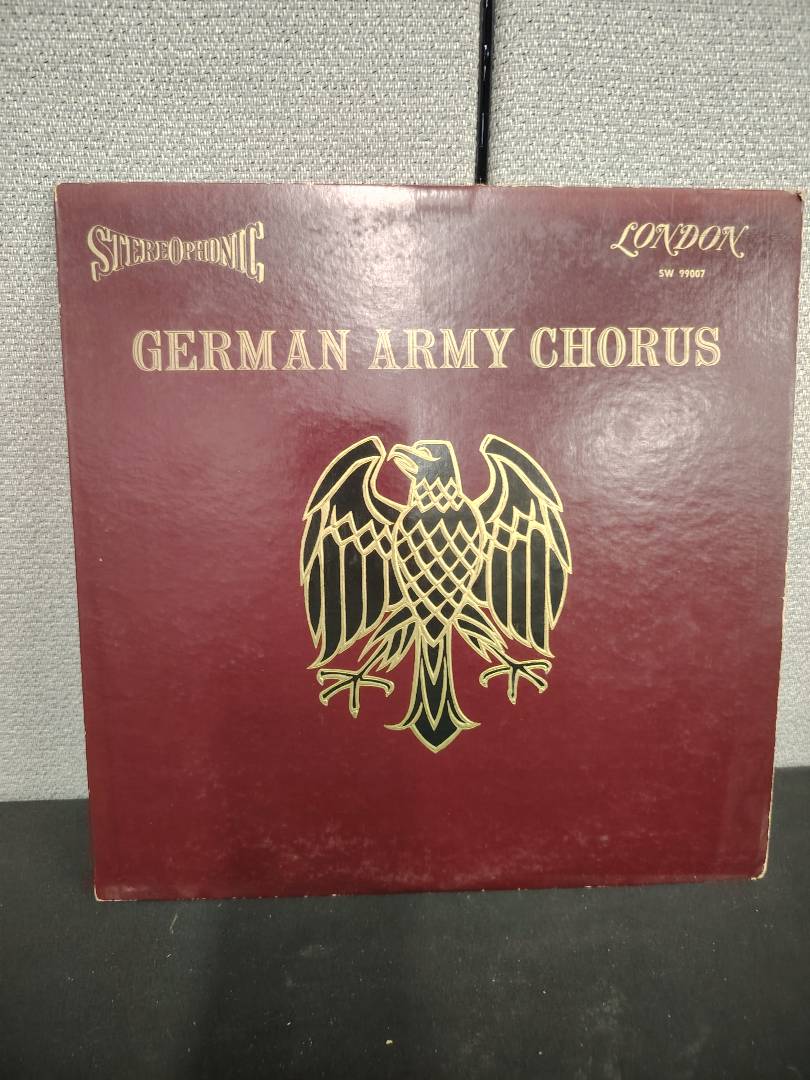 STEREOPHONIC
LONDON
SW 99007
GERMAN ARMY CHORUS